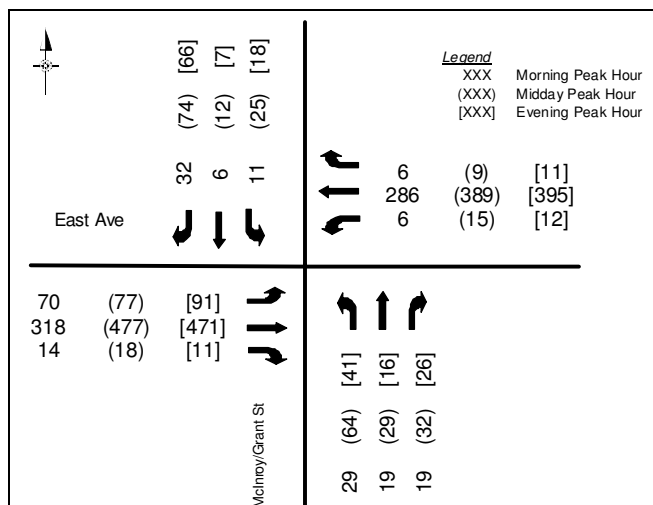 Legend
XXX Morning Peak Hour
(XXX) Midday Peak Hour
[XXX] Evening Peak Hour
[66] [7] [18]
(74) (12) (25)
32 6 11
6 (9) [11]
286 (389) [395]
6 (15) [12]
East Ave
70 (77) [91]
318 (477) [471]
14 (18) [11]
McInroy/Grant St
[41] [16] [26]
(64) (29) (32)
29 19 19